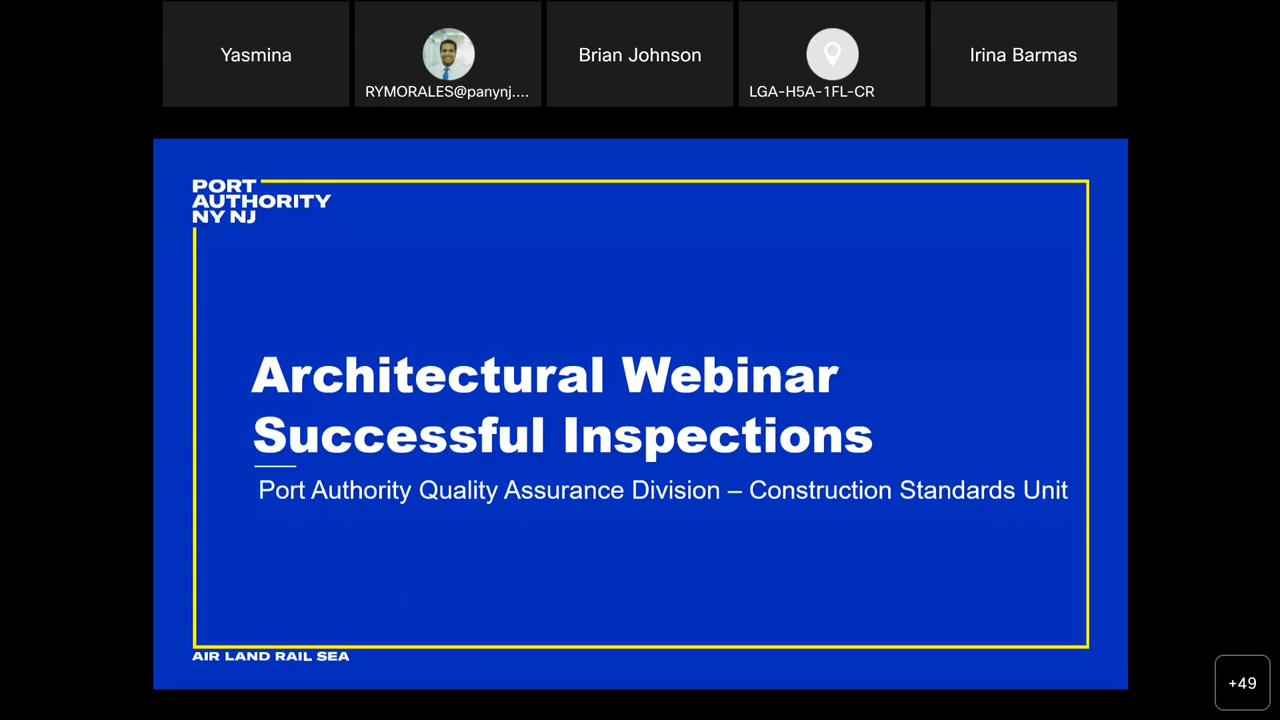 Yasmina
RYMORALES@panynj....
Brian Johnson
LGA-H5A-1FL-CR
Irina Barmas
PORT
AUTHORITY
NY NJ
Architectural Webinar
Successful Inspections
Port Authority Quality Assurance Division – Construction Standards Unit
AIR LAND RAIL SEA
+49